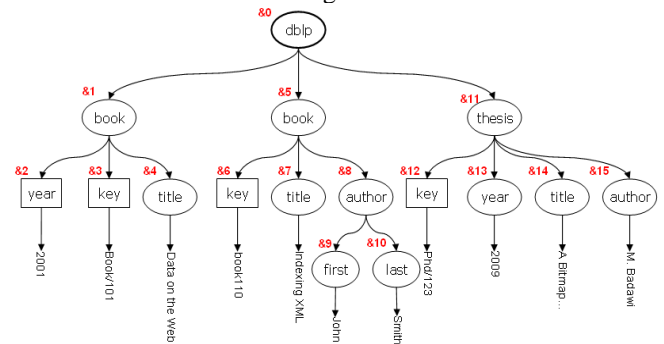 &0
dblp
&1 &5 &11
book book thesis
&2 &3 &4 &6 &7 &8 &12 &13 &14 &15
year key title key title author key year title author
&9 &10
first last
2001
Book/101
Data on the Web
book110
Indexing XML
John
Smith
Phd/123
2009
A Bitmap...
M. Badawi